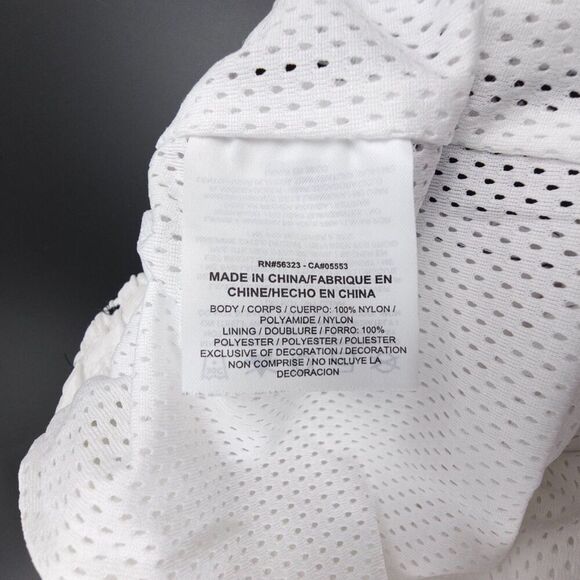 RN#56323 - CA#05553
MADE IN CHINA/FABRIQUE EN
CHINE/HECHO EN CHINA
BODY / CORPS / CUERPO: 100% NYLON /
POLYAMIDE / NYLON
LINING / DOUBLURE / FORRO: 100%
POLYESTER / POLYESTER / POLIESTER
EXCLUSIVE OF DECORATION / DECORATION
NON COMPRISE / NO INCLUYE LA
DECORACION